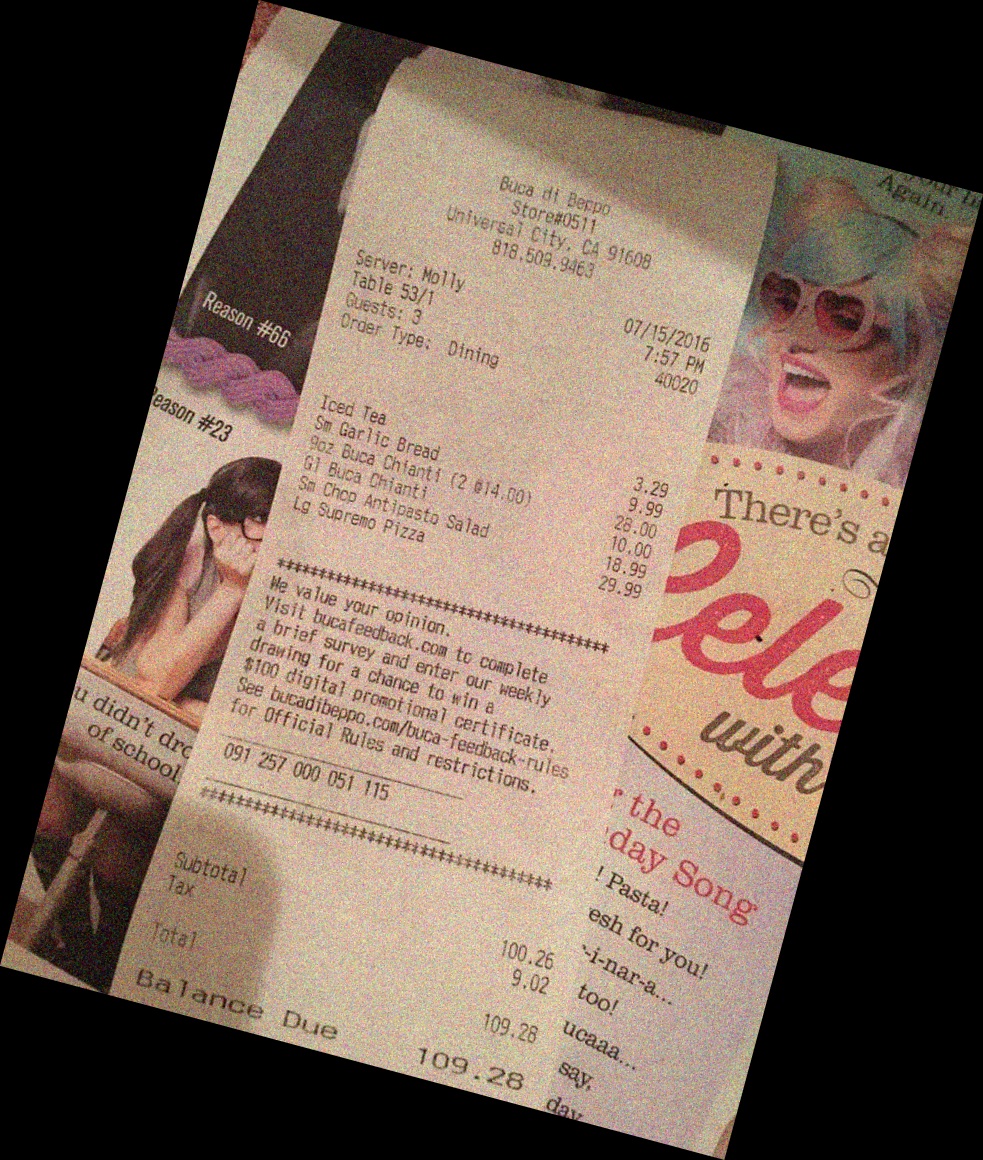 Buca di Beppo
Store#0511
Universal City, CA 91608
818.509.9463
Server: Molly
07/15/2016
Table 53/1
7:57 PM
Guests: 3
40020
Order Type: Dining
Iced Tea 3.29
Sm Garlic Bread 9.99
9oz Buca Chianti (2 @14.00) 28.00
Gl Buca Chianti 10.00
Sm Chop Antipasto Salad 18.99
Lg Supremo Pizza 29.99
****************************************
We value your opinion.
Visit bucafeedback.com to complete
a brief survey and enter our weekly
drawing for a chance to win a
$100 digital promotional certificate.
See bucadibeppo.com/buca-feedback-rules
for Official Rules and restrictions.
091 257 000 051 115
****************************************
Subtotal 100.26
Tax 9.02
Total 109.28
Balance Due 109.28
Reason #66
eason #23
u didn't dro
of school
Again
There's a
Cele
with
r the
day Song
! Pasta!
esh for you!
-i-nar-a...
too!
ucaaa...
say,
day